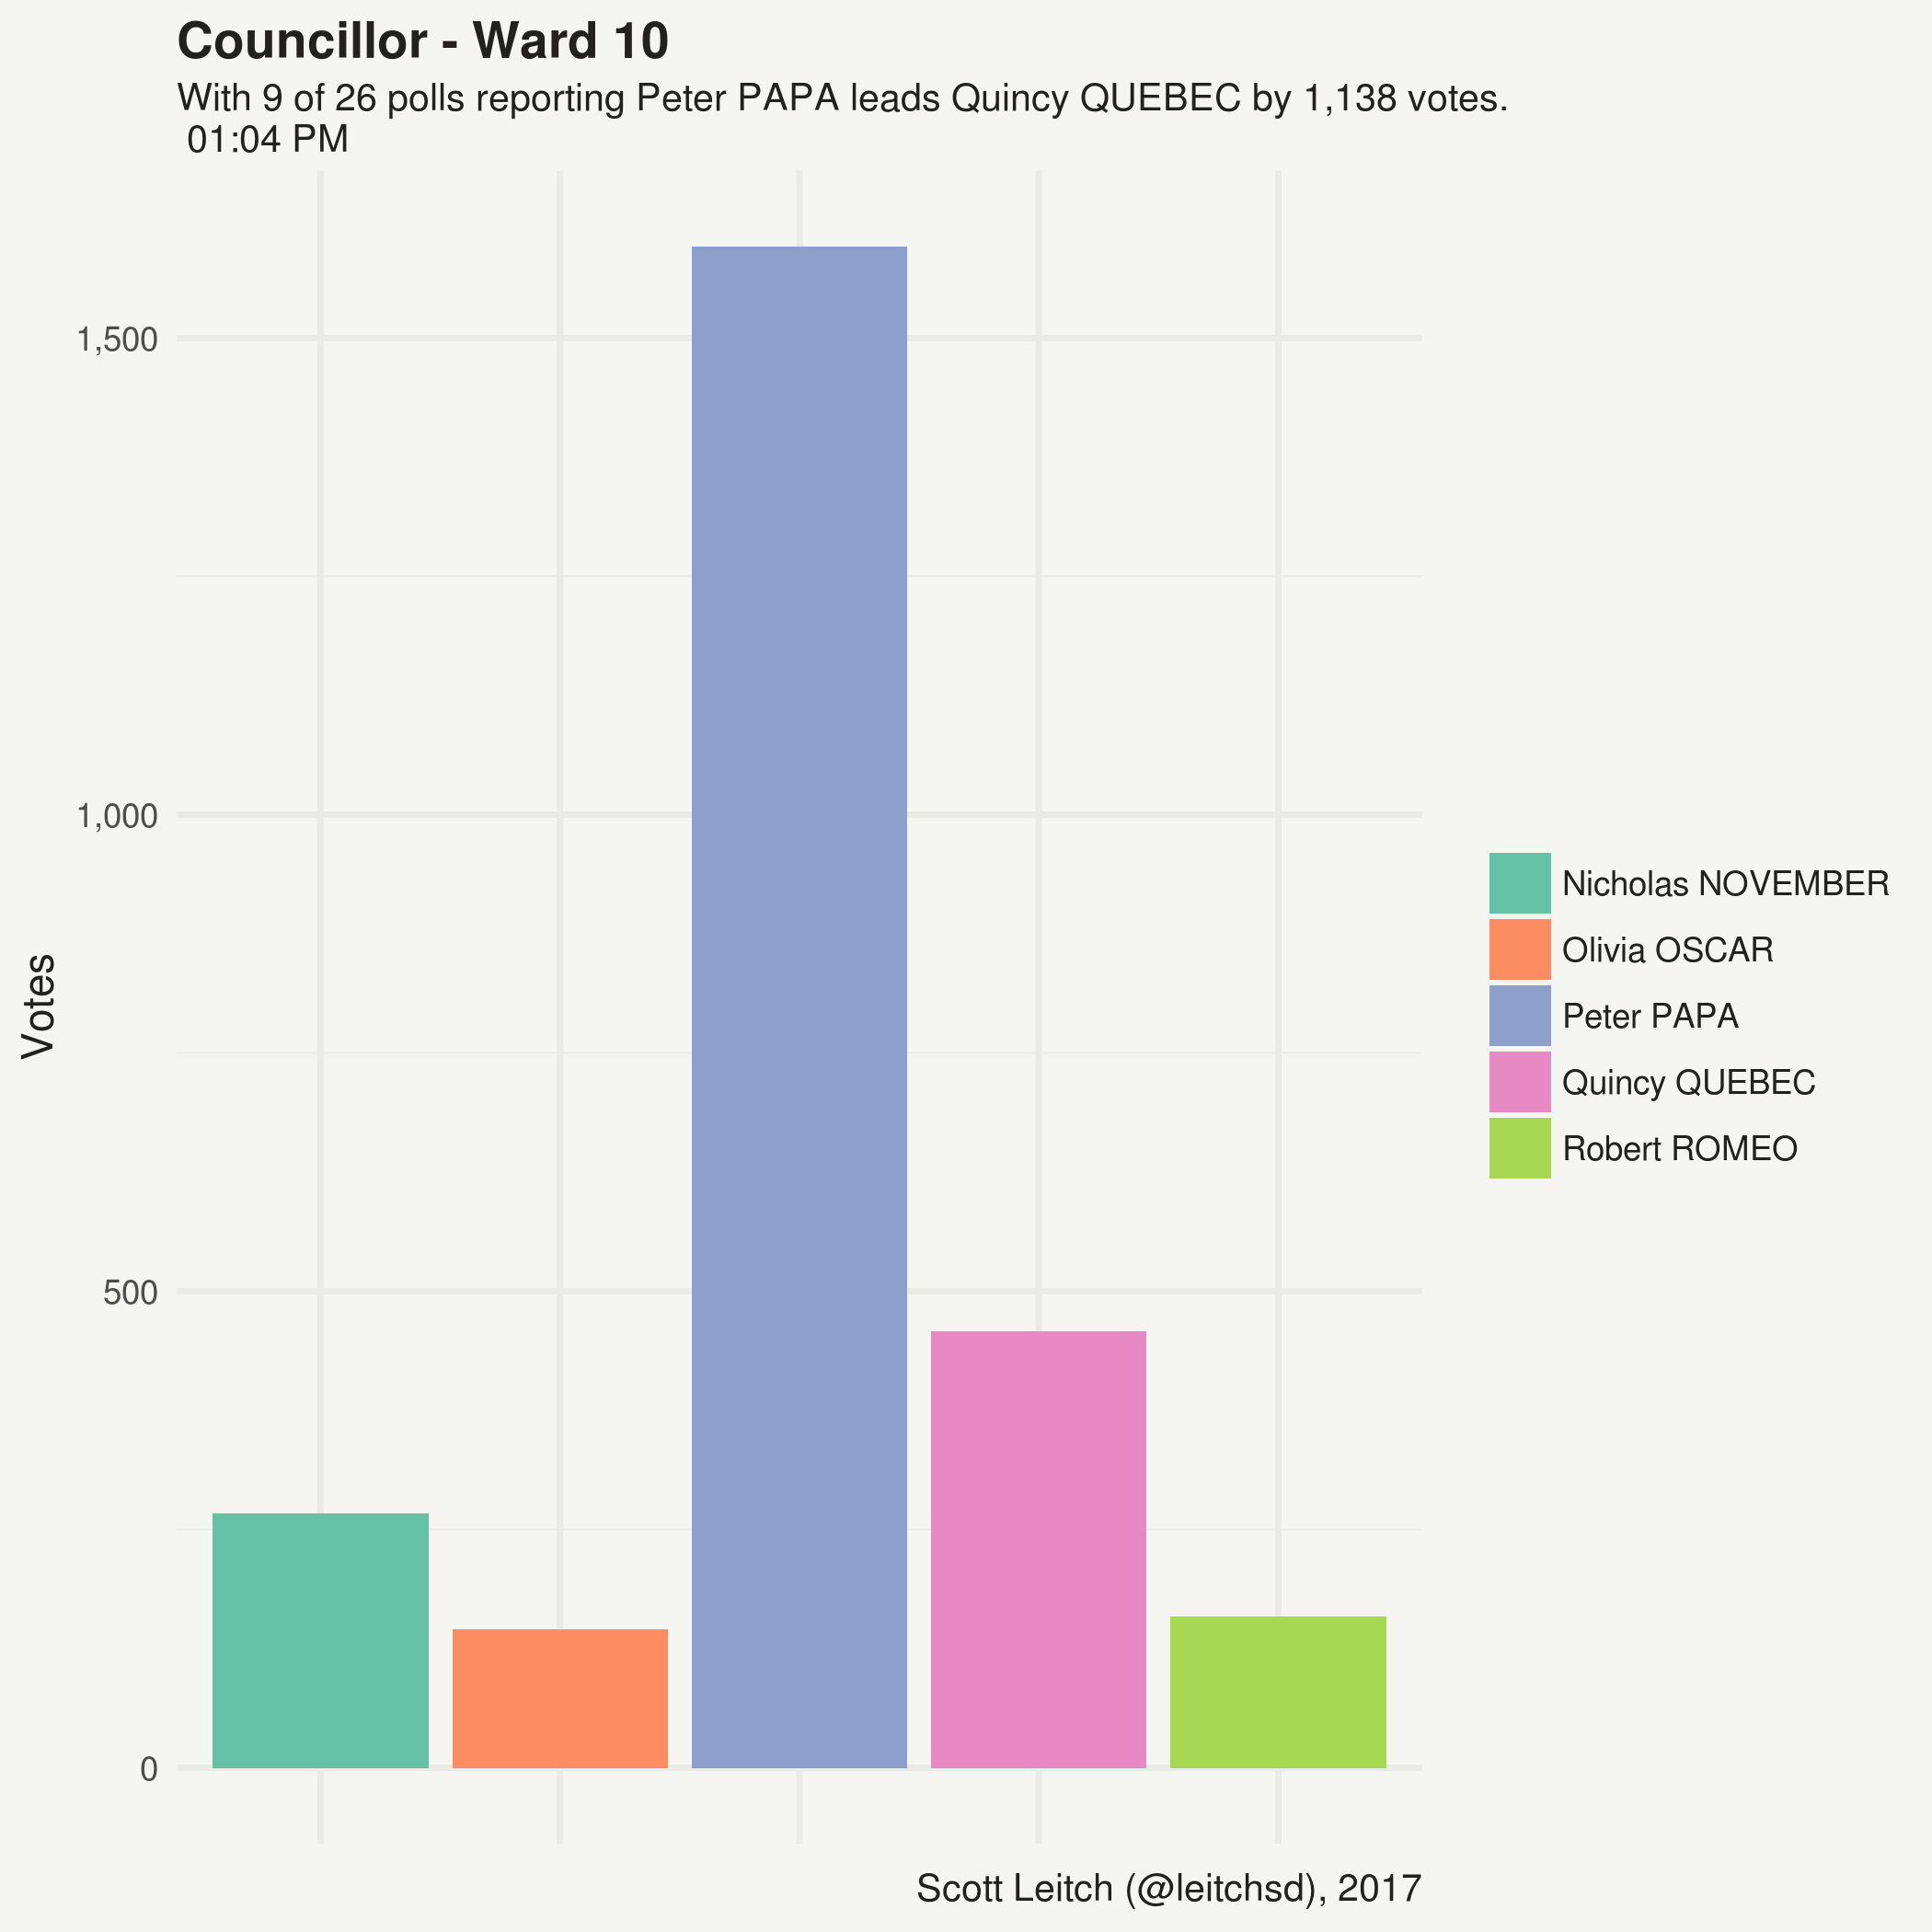 Councillor - Ward 10
With 9 of 26 polls reporting Peter PAPA leads Quincy QUEBEC by 1,138 votes.
01:04 PM
1,500
1,000
500
0
Votes
Nicholas NOVEMBER
Olivia OSCAR
Peter PAPA
Quincy QUEBEC
Robert ROMEO
Scott Leitch (@leitchsd), 2017